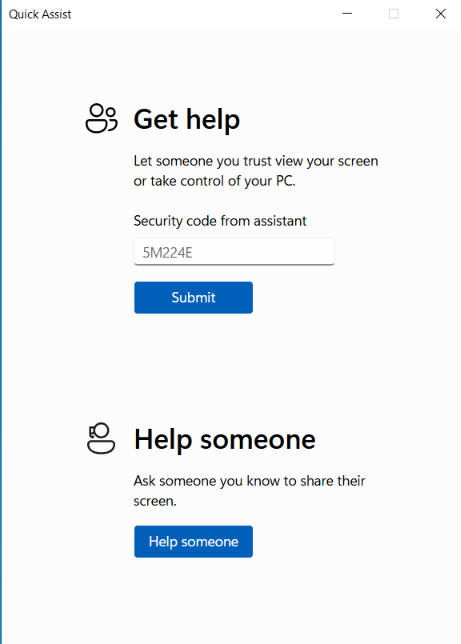 Quick Assist
Get help
Let someone you trust view your screen
or take control of your PC.
Security code from assistant
5M224E
Submit
Help someone
Ask someone you know to share their
screen.
Help someone